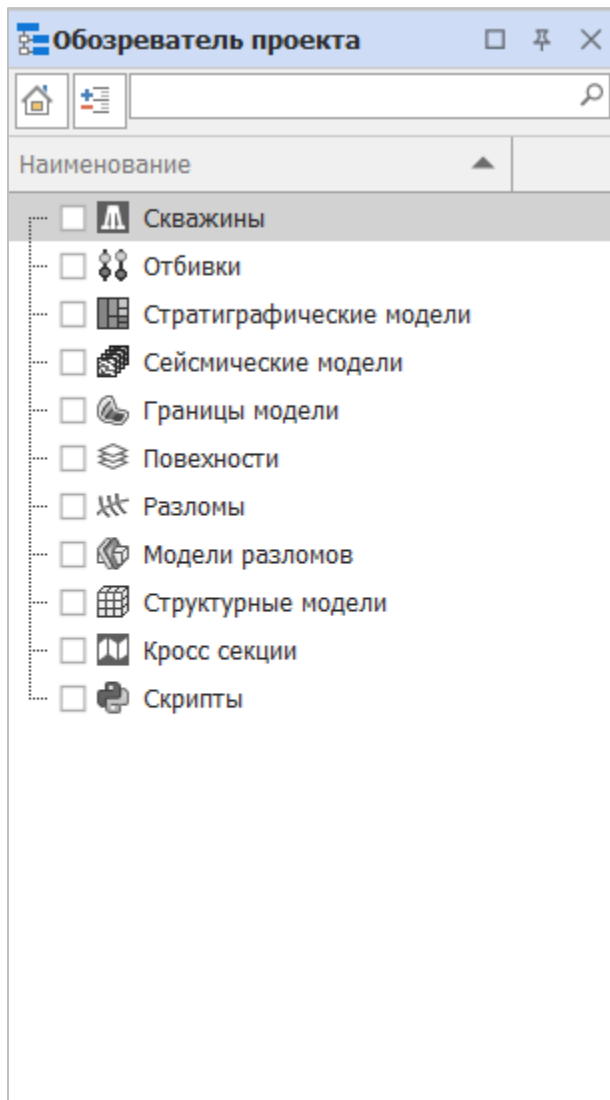 Обозреватель проекта
Наименование
Скважины
Отбивки
Стратиграфические модели
Сейсмические модели
Границы модели
Повехности
Разломы
Модели разломов
Структурные модели
Кросс секции
Скрипты